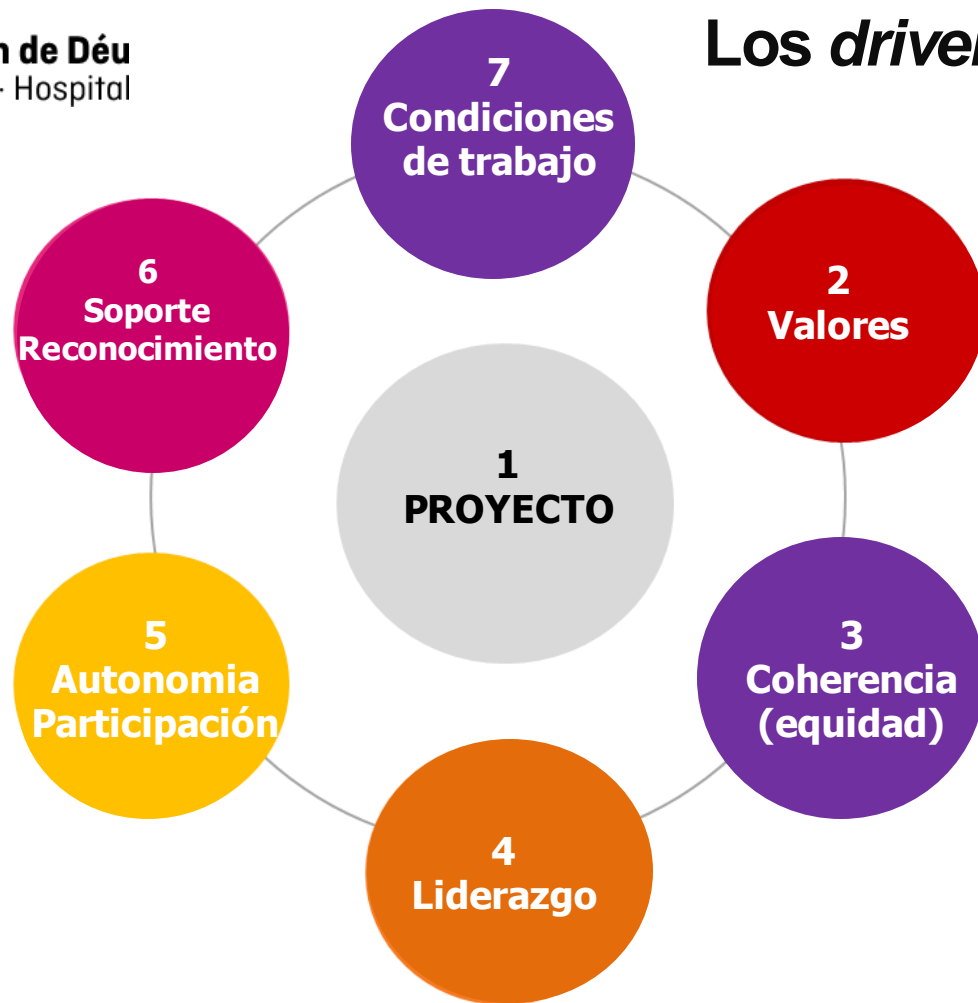 de Déu
- Hospital
Los
7
Condiciones
de trabajo
2
Valores
3
Coherencia
(equidad)
4
Liderazgo
5
Autonomia
Participación
6
Soporte
Reconocimiento
1
PROYECTO